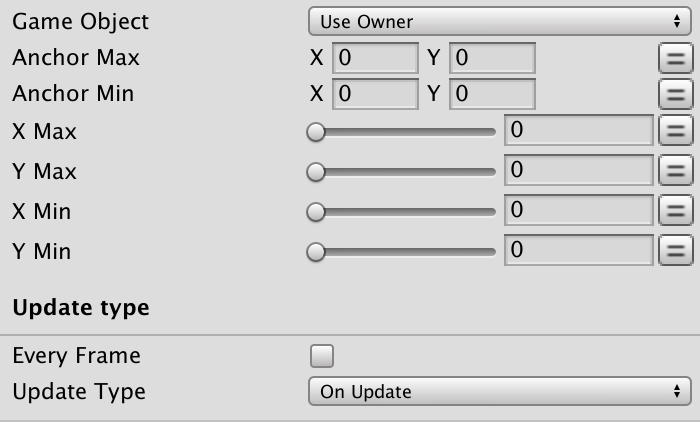 Game Object Use Owner
Anchor Max X 0 Y 0
Anchor Min X 0 Y 0
X Max 0
Y Max 0
X Min 0
Y Min 0
Update type
Every Frame
Update Type On Update